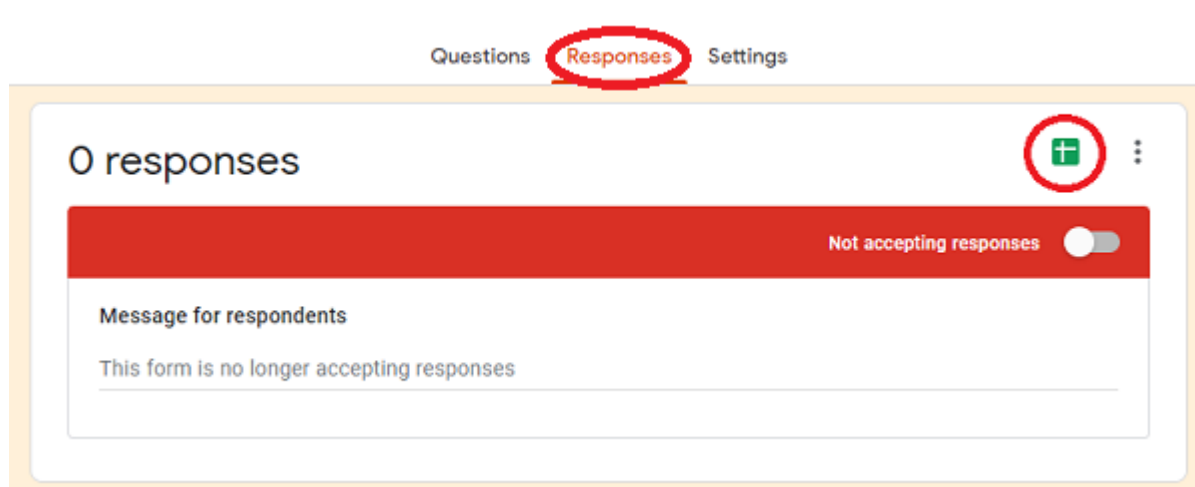 Questions Responses Settings
0 responses
Not accepting responses
Message for respondents
This form is no longer accepting responses